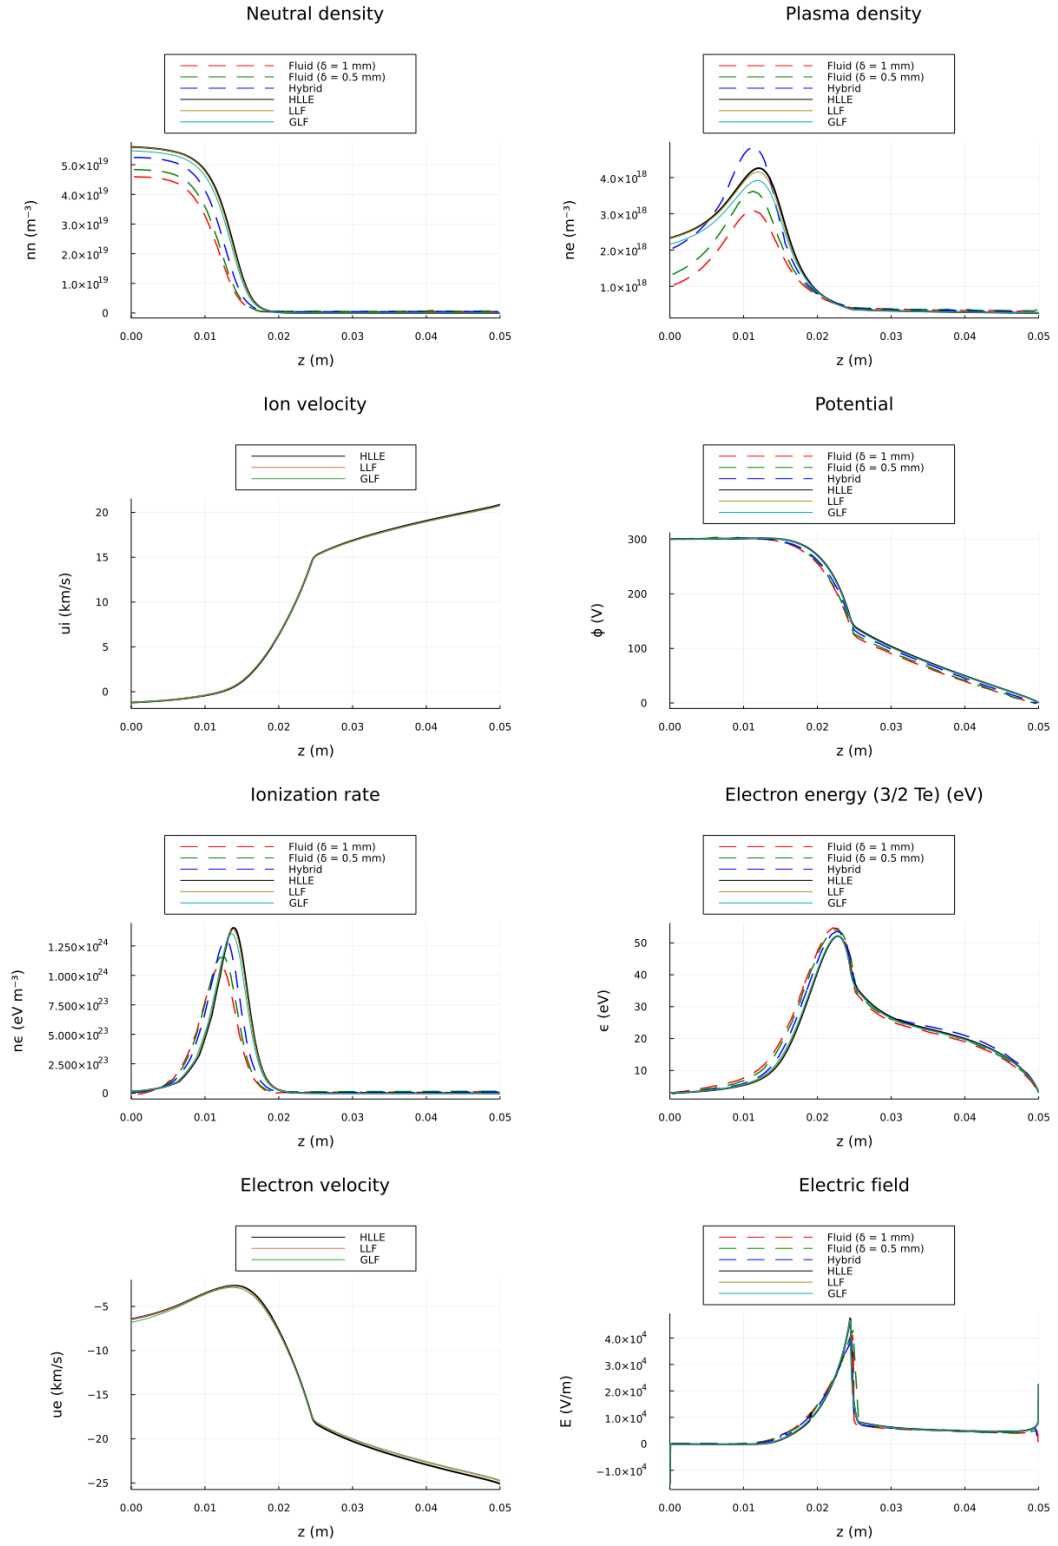 Neutral density
Fluid (δ = 1 mm)
Fluid (δ = 0.5 mm)
Hybrid
HLLE
LLF
GLF
nn (m⁻³)
5.0×10¹⁹
4.0×10¹⁹
3.0×10¹⁹
2.0×10¹⁹
1.0×10¹⁹
0
0.00 0.01 0.02 0.03 0.04 0.05
z (m)
Plasma density
Fluid (δ = 1 mm)
Fluid (δ = 0.5 mm)
Hybrid
HLLE
LLF
GLF
ne (m⁻³)
4.0×10¹⁸
3.0×10¹⁸
2.0×10¹⁸
1.0×10¹⁸
0.00 0.01 0.02 0.03 0.04 0.05
z (m)
Ion velocity
HLLE
LLF
GLF
ui (km/s)
20
15
10
5
0
0.00 0.01 0.02 0.03 0.04 0.05
z (m)
Potential
Fluid (δ = 1 mm)
Fluid (δ = 0.5 mm)
Hybrid
HLLE
LLF
GLF
ϕ (V)
300
200
100
0
0.00 0.01 0.02 0.03 0.04 0.05
z (m)
Ionization rate
Fluid (δ = 1 mm)
Fluid (δ = 0.5 mm)
Hybrid
HLLE
LLF
GLF
nϵ (eV m⁻³)
1.250×10²⁴
1.000×10²⁴
7.500×10²³
5.000×10²³
2.500×10²³
0
0.00 0.01 0.02 0.03 0.04 0.05
z (m)
Electron energy (3/2 Te) (eV)
Fluid (δ = 1 mm)
Fluid (δ = 0.5 mm)
Hybrid
HLLE
LLF
GLF
ϵ (eV)
50
40
30
20
10
0.00 0.01 0.02 0.03 0.04 0.05
z (m)
Electron velocity
HLLE
LLF
GLF
ue (km/s)
−5
−10
−15
−20
−25
0.00 0.01 0.02 0.03 0.04 0.05
z (m)
Electric field
Fluid (δ = 1 mm)
Fluid (δ = 0.5 mm)
Hybrid
HLLE
LLF
GLF
E (V/m)
4.0×10⁴
3.0×10⁴
2.0×10⁴
1.0×10⁴
0
−1.0×10⁴
0.00 0.01 0.02 0.03 0.04 0.05
z (m)